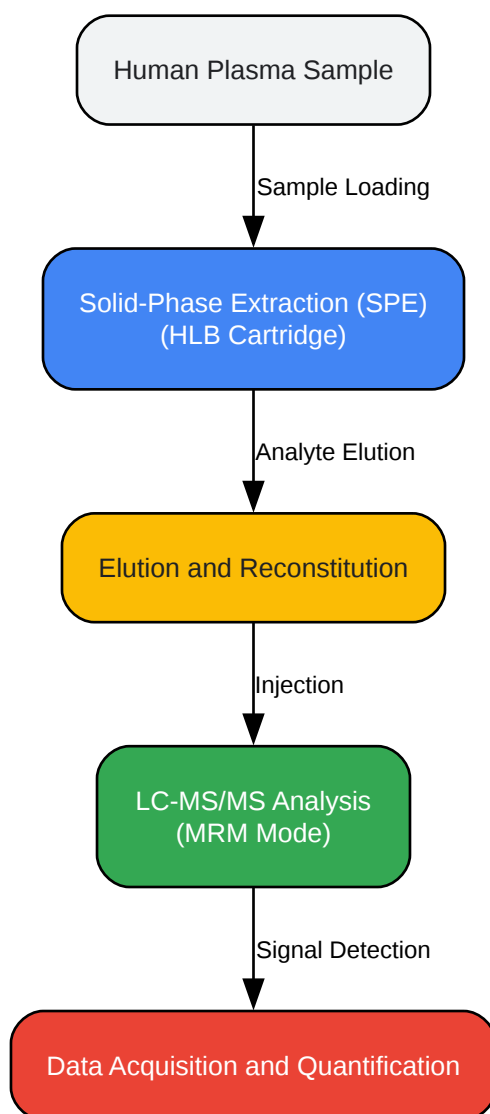 Human Plasma Sample
Sample Loading
Solid-Phase Extraction (SPE)
(HLB Cartridge)
Analyte Elution
Elution and Reconstitution
Injection
LC-MS/MS Analysis
(MRM Mode)
Signal Detection
Data Acquisition and Quantification